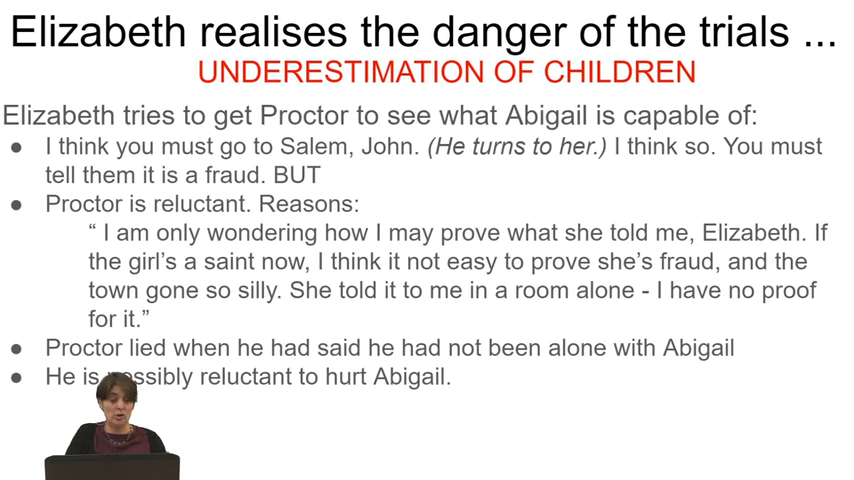 Elizabeth realises the danger of the trials ...
UNDERESTIMATION OF CHILDREN
Elizabeth tries to get Proctor to see what Abigail is capable of:
● I think you must go to Salem, John. (He turns to her.) I think so. You must
tell them it is a fraud. BUT
● Proctor is reluctant. Reasons:
“ I am only wondering how I may prove what she told me, Elizabeth. If
the girl’s a saint now, I think it not easy to prove she’s fraud, and the
town gone so silly. She told it to me in a room alone - I have no proof
for it.”
● Proctor lied when he had said he had not been alone with Abigail
● He is possibly reluctant to hurt Abigail.